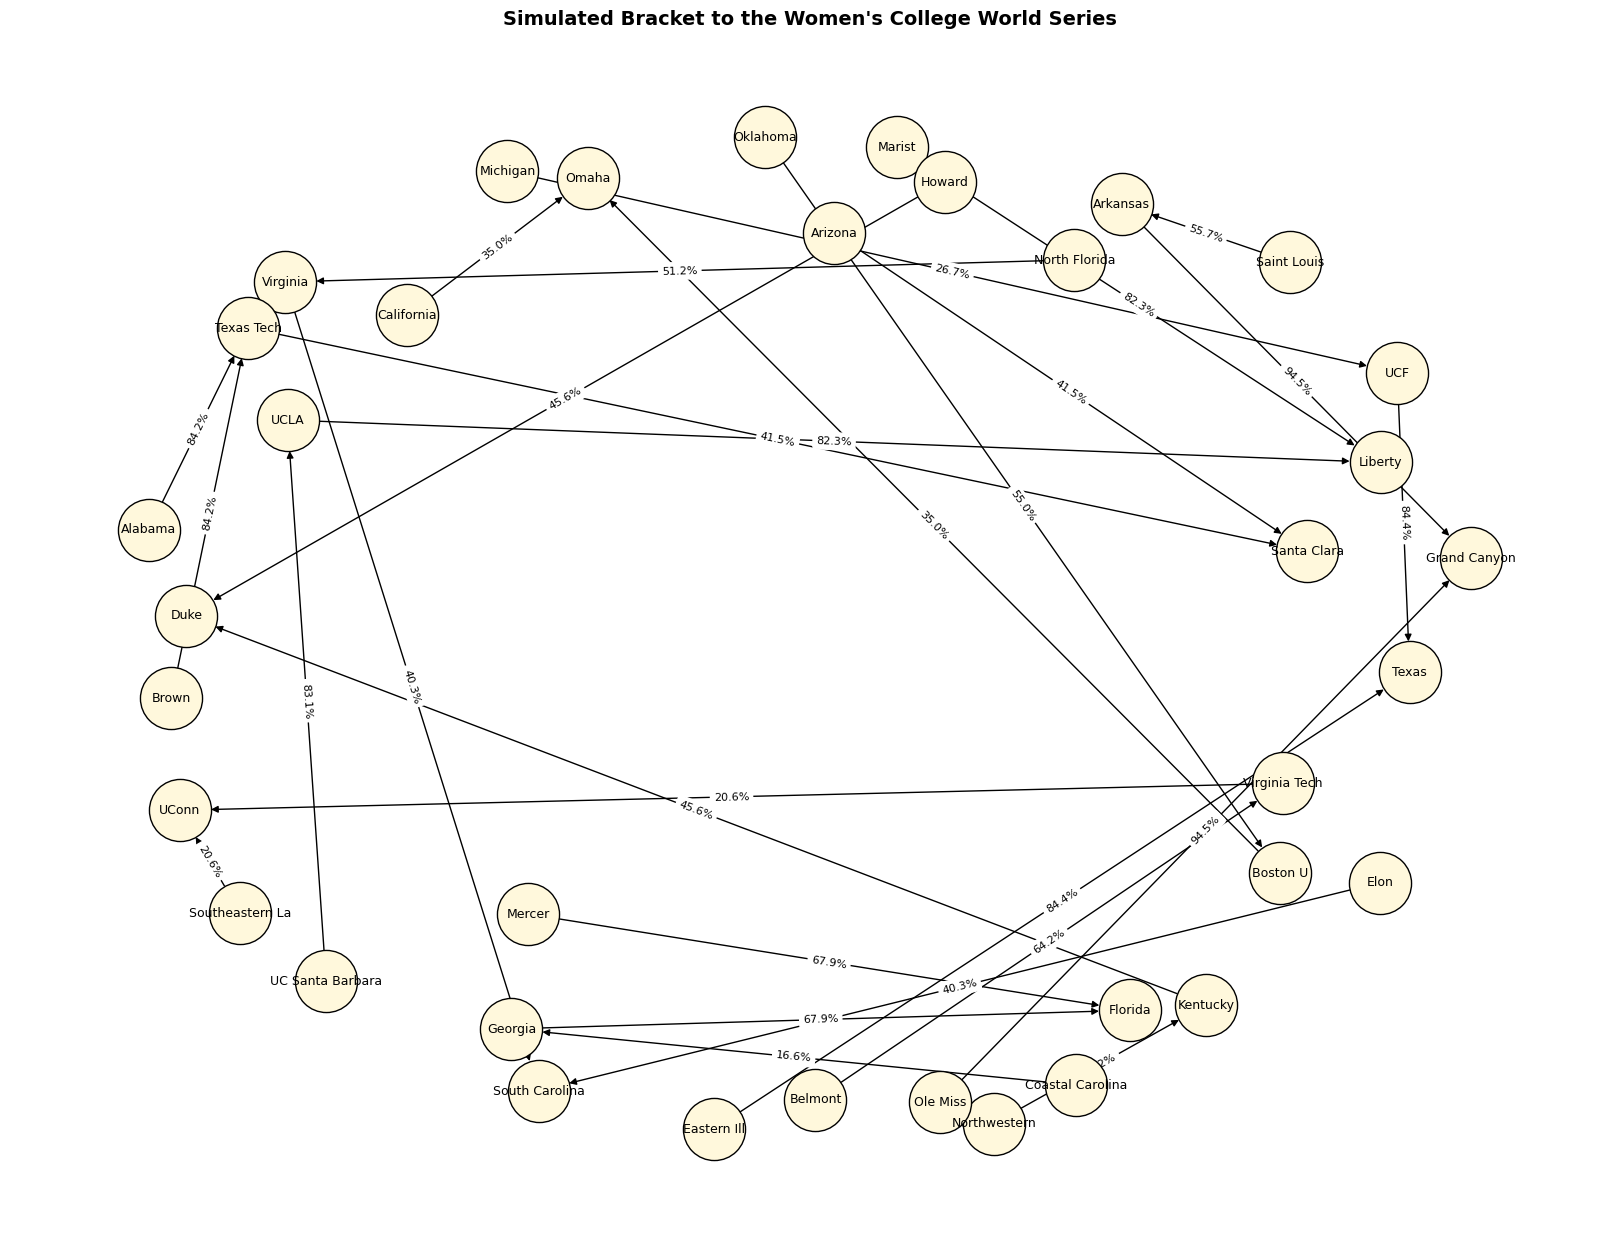 Simulated Bracket to the Women's College World Series
Oklahoma
Marist
Michigan
Omaha
Howard
Arkansas
Arizona
55.7%
35.0%
North Florida
Saint Louis
51.2%
26.7%
Virginia
82.3%
California
Texas Tech
UCF
94.5%
41.5%
45.6%
UCLA
84.2%
41.5%
82.3%
Liberty
55.0%
84.2%
35.0%
84.4%
Alabama
Santa Clara
Grand Canyon
Duke
Texas
40.3%
Brown
83.1%
Virginia Tech
20.6%
UConn
45.6%
94.5%
20.6%
Boston U
Elon
84.4%
Southeastern La
Mercer
64.2%
67.9%
UC Santa Barbara
40.3%
Kentucky
Florida
67.9%
Georgia
16.6%
2%
Coastal Carolina
South Carolina
Belmont
Ole Miss
Northwestern
Eastern Ill